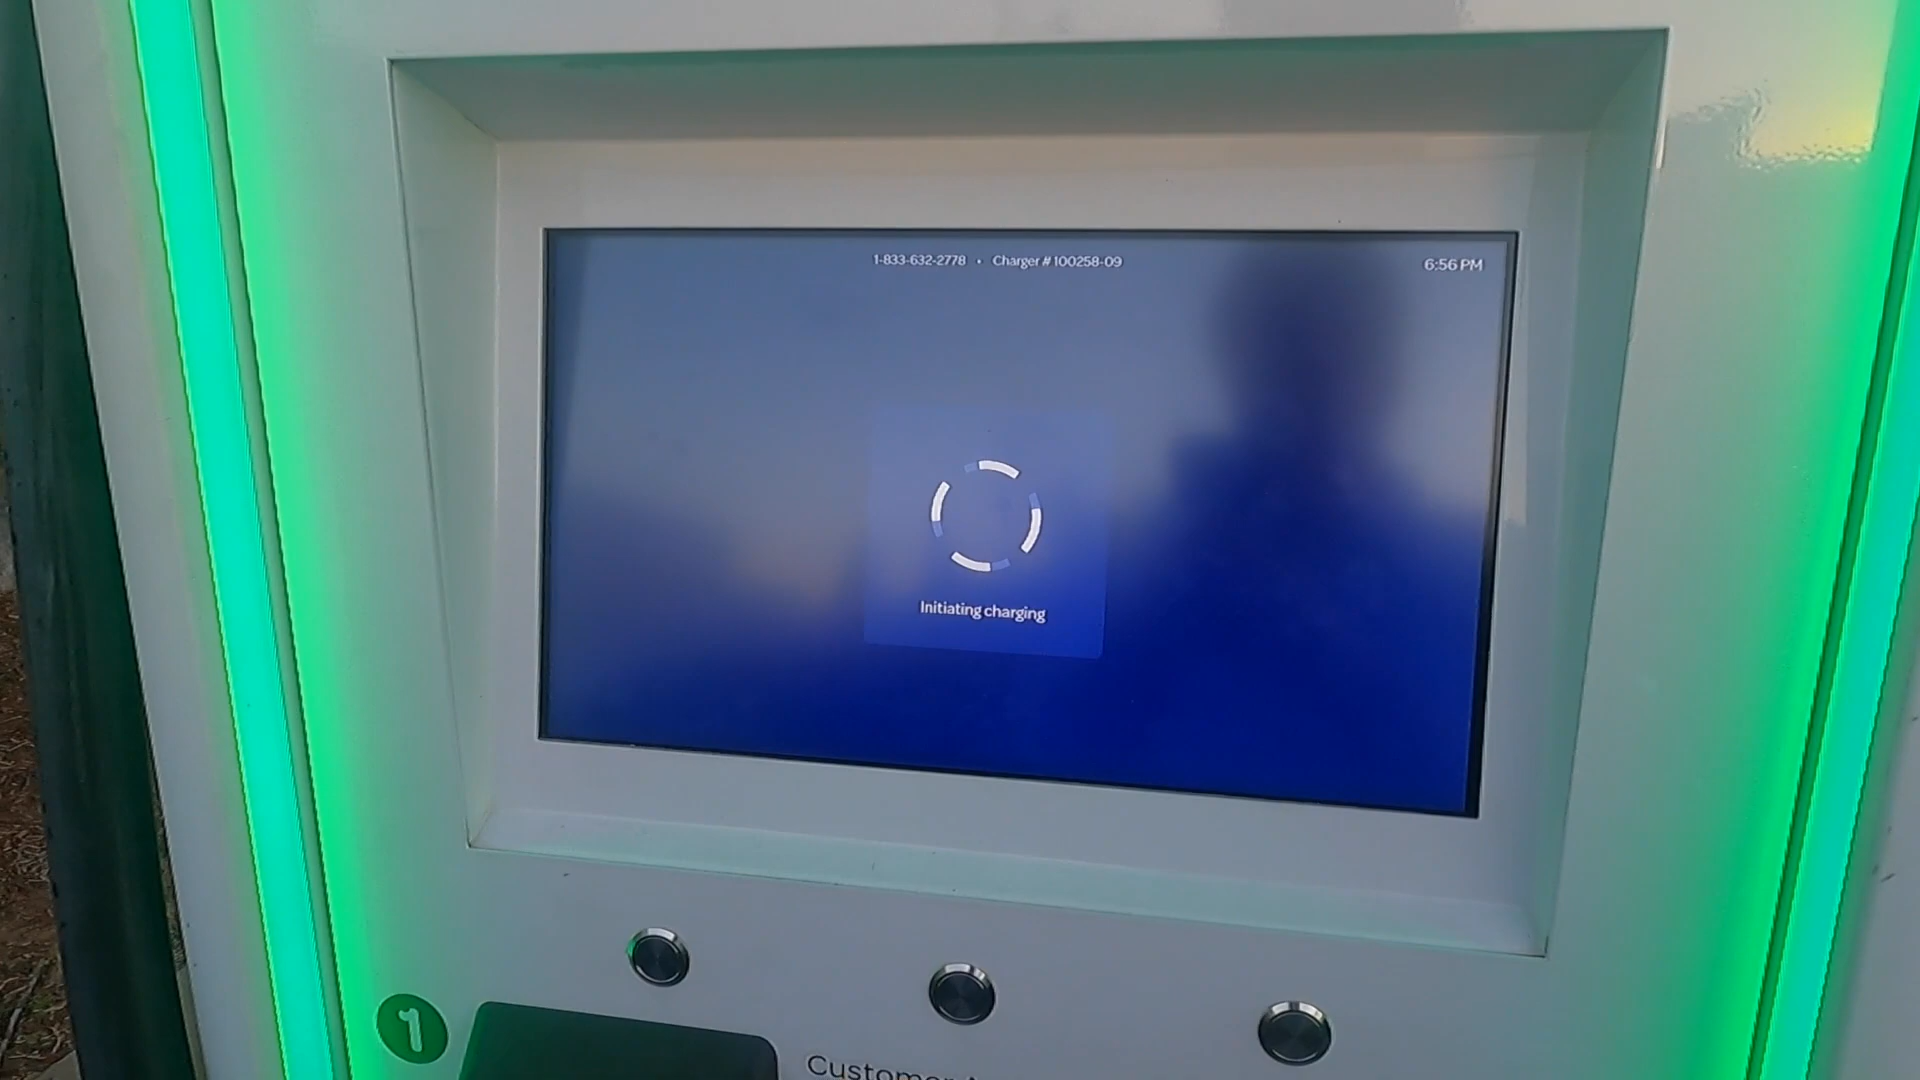 1-833-632-2778 • Charger # 100258-09
6:56 PM
Initiating charging
1
Customer